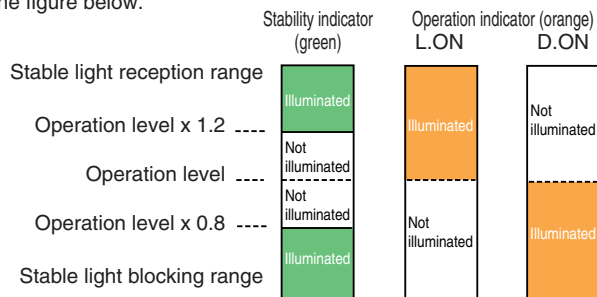 he figure below.
Stability indicator
(green)
Operation indicator (orange)
L.ON
D.ON
Stable light reception range
Operation level x 1.2
Operation level
Operation level x 0.8
Stable light blocking range
Illuminated
Not
illuminated
Not
illuminated
Illuminated
Illuminated
Not
illuminated
Not
illuminated
Illuminated